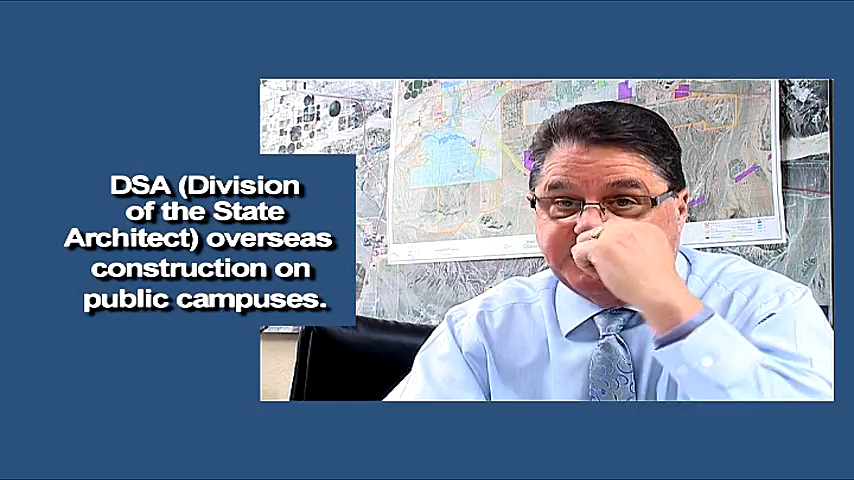 DSA (Division
of the State
Architect) overseas
construction on
public campuses.